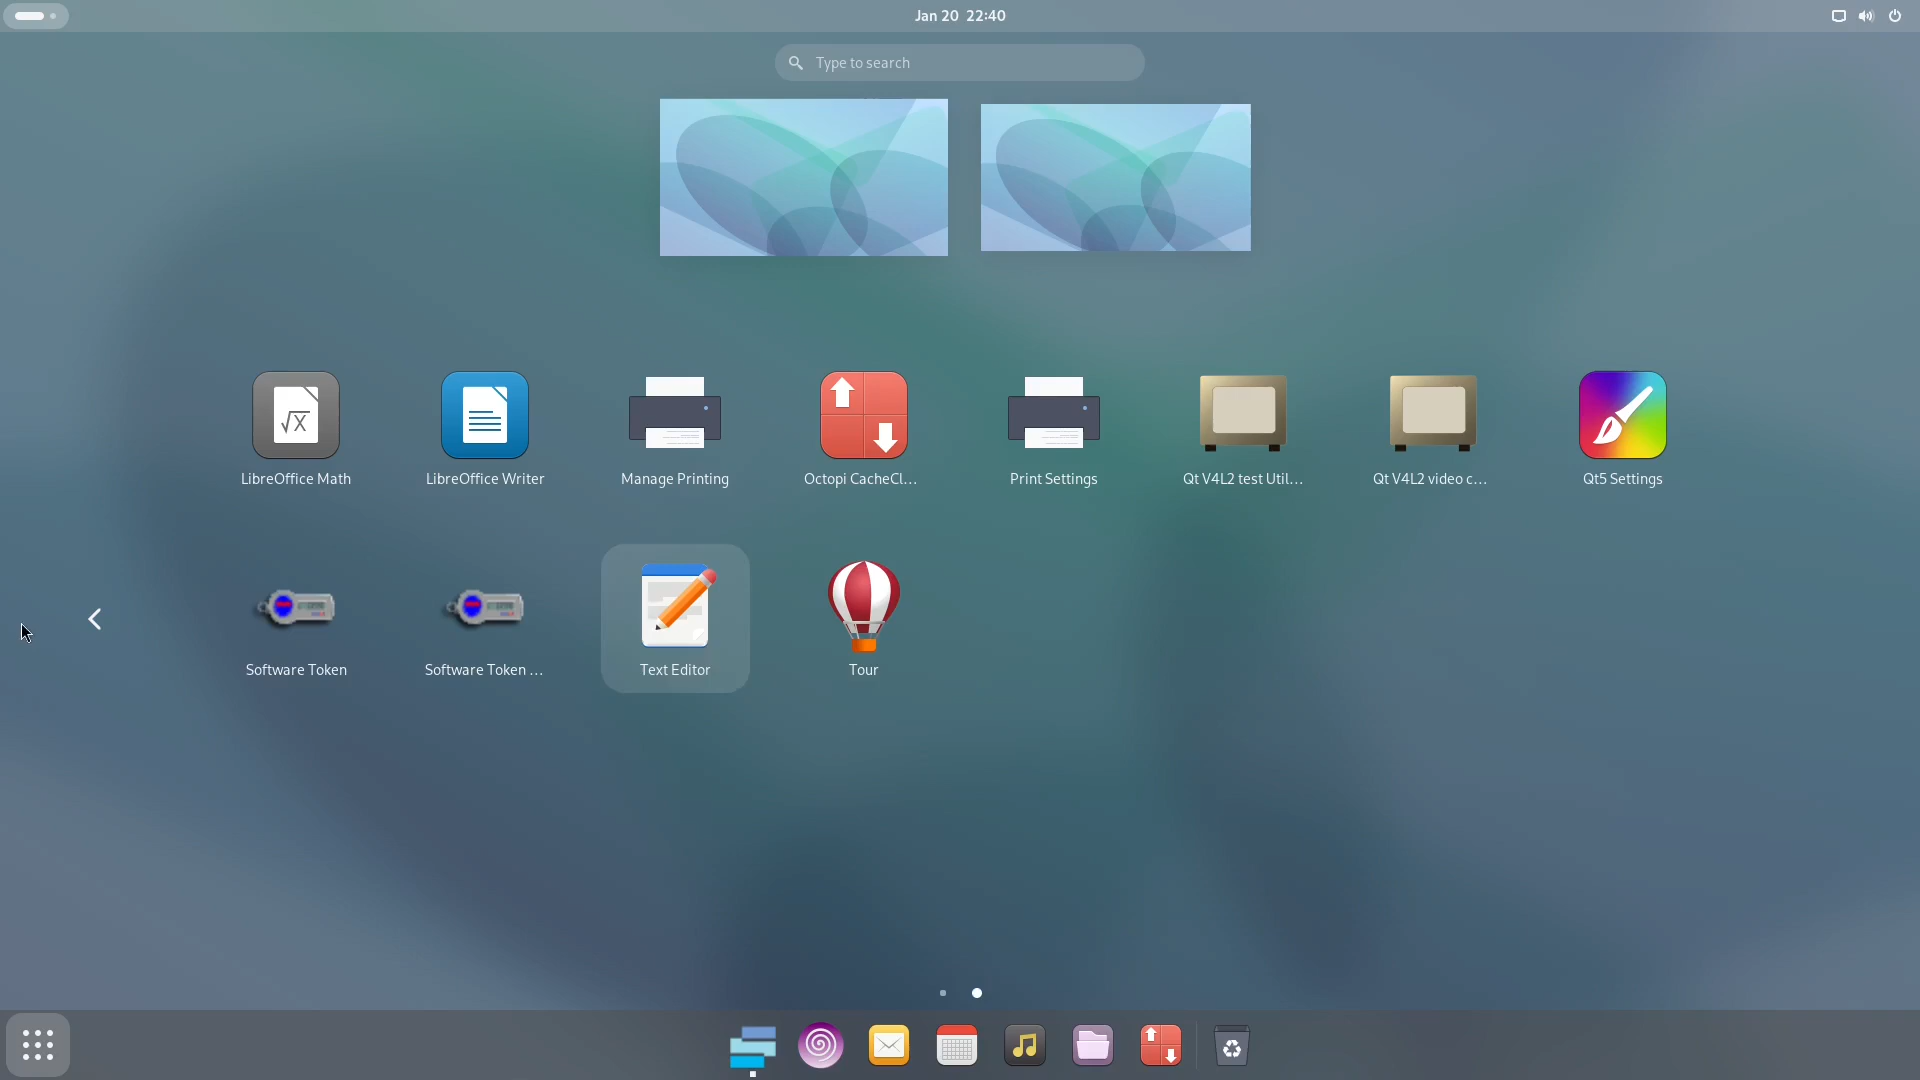 Jan 20 22:40
Type to search
LibreOffice Math
LibreOffice Writer
Manage Printing
Octopi CacheCl...
Print Settings
Qt V4L2 test Util...
Qt V4L2 video c...
Qt5 Settings
Software Token
Software Token ...
Text Editor
Tour